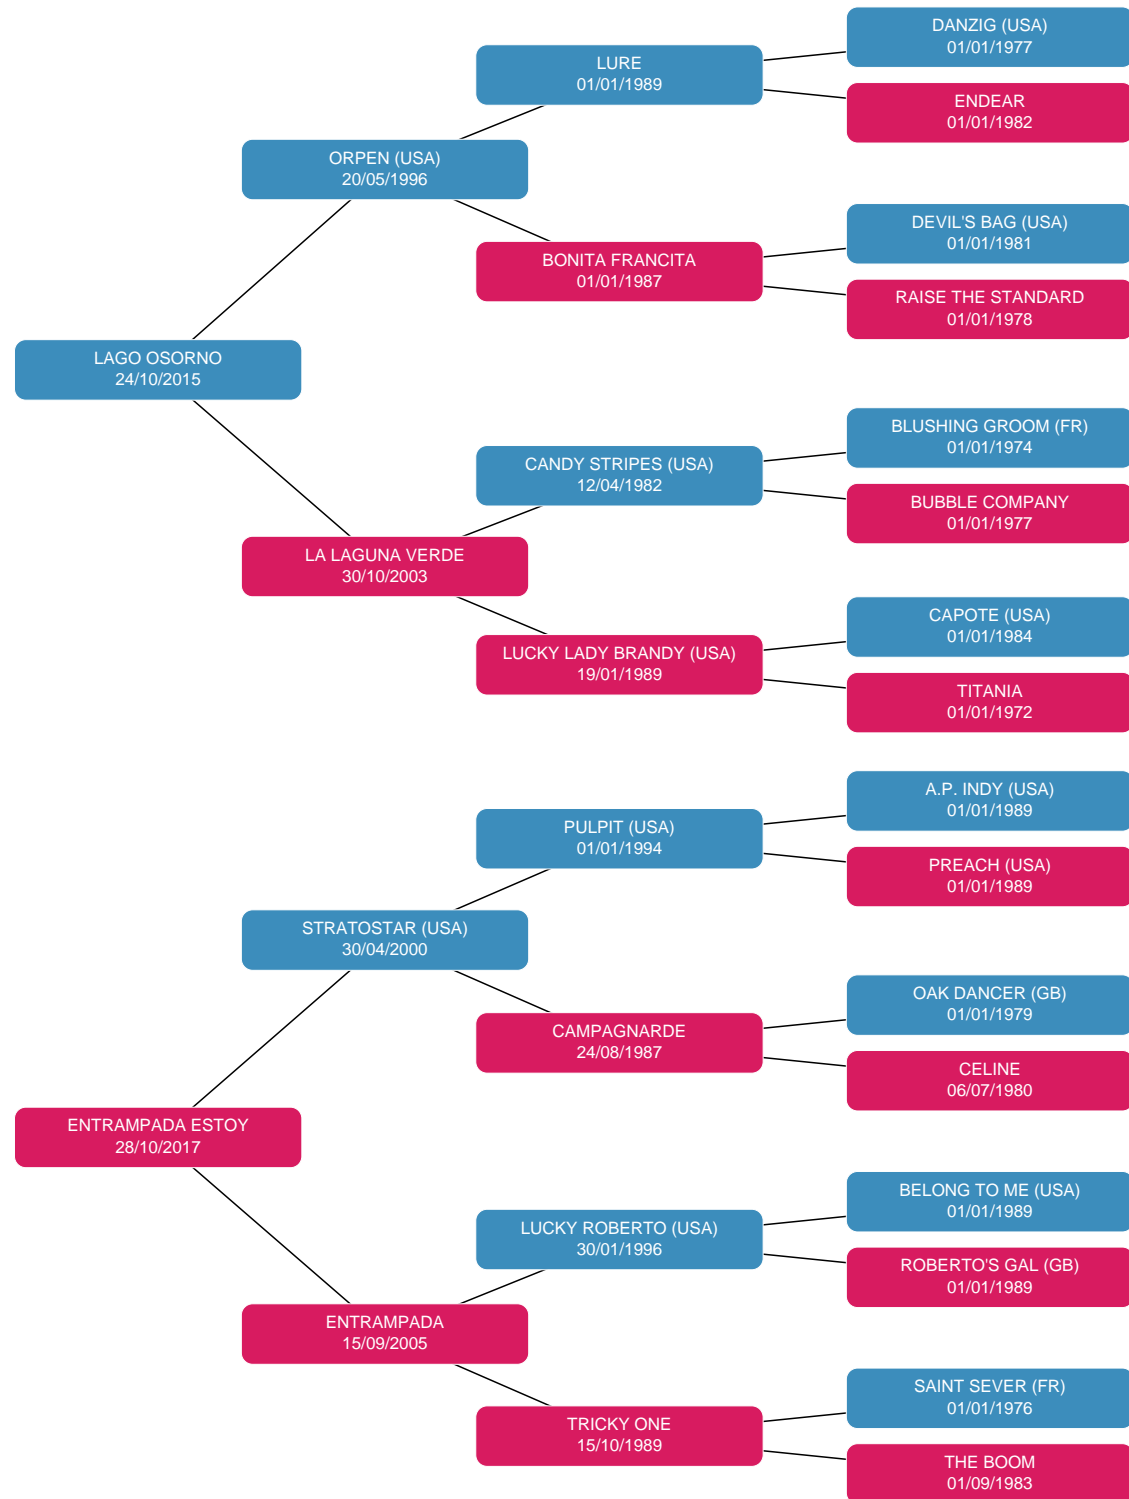 DANZIG (USA)
01/01/1977
LURE
01/01/1989
ENDEAR
01/01/1982
ORPEN (USA)
20/05/1996
DEVIL'S BAG (USA)
01/01/1981
BONITA FRANCITA
01/01/1987
RAISE THE STANDARD
01/01/1978
LAGO OSORNO
24/10/2015
BLUSHING GROOM (FR)
01/01/1974
CANDY STRIPES (USA)
12/04/1982
BUBBLE COMPANY
01/01/1977
LA LAGUNA VERDE
30/10/2003
CAPOTE (USA)
01/01/1984
LUCKY LADY BRANDY (USA)
19/01/1989
TITANIA
01/01/1972
A.P. INDY (USA)
01/01/1989
PULPIT (USA)
01/01/1994
PREACH (USA)
01/01/1989
STRATOSTAR (USA)
30/04/2000
OAK DANCER (GB)
01/01/1979
CAMPAGNARDE
24/08/1987
CELINE
06/07/1980
ENTRAMPADA ESTOY
28/10/2017
BELONG TO ME (USA)
01/01/1989
LUCKY ROBERTO (USA)
30/01/1996
ROBERTO'S GAL (GB)
01/01/1989
ENTRAMPADA
15/09/2005
SAINT SEVER (FR)
01/01/1976
TRICKY ONE
15/10/1989
THE BOOM
01/09/1983